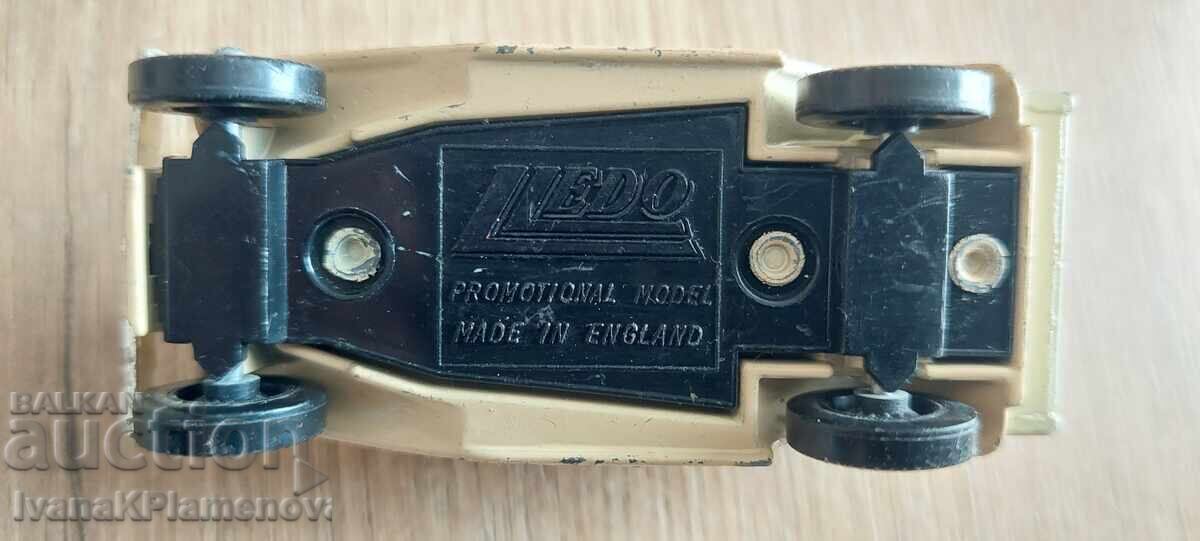 LLEDO
PROMOTIONAL MODEL
MADE IN ENGLAND
BALKAN
auction
IvanaKPlamenova